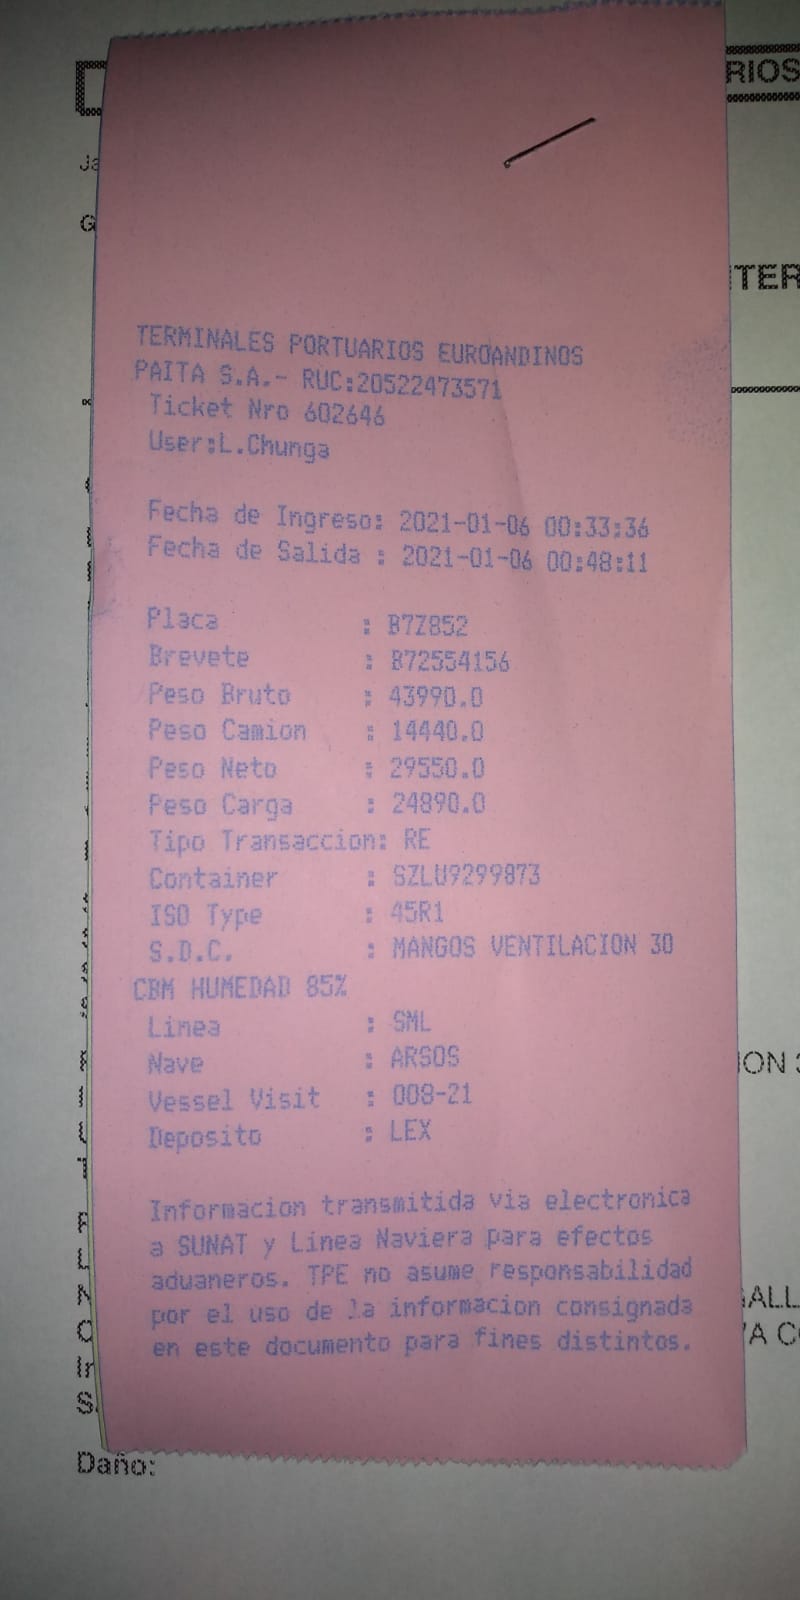 RIOS
TER
TERMINALES PORTUARIOS EUROANDINOS
PAITA S.A.- RUC:20522473571
Ticket Nro 602646
User:L.Chunga
Fecha de Ingreso: 2021-01-06 00:33:36
Fecha de Salida : 2021-01-06 00:48:11
Placa : B7Z852
Brevete : B72554156
Peso Bruto : 43990.0
Peso Camion : 14440.0
Peso Neto : 29550.0
Peso Carga : 24890.0
Tipo Transaccion: RE
Container : SZLU9299873
ISO Type : 45R1
S.D.C. : MANGOS VENTILACION 30
CBM HUMEDAD 85%
Linea : SML
Nave : ARSOS
Vessel Visit : 008-21
Deposito : LEX
Informacion transmitida via electronica
a SUNAT y Linea Naviera para efectos
aduaneros. TPE no asume responsabilidad
por el uso de la informacion consignada
en este documento para fines distintos.
Daño: